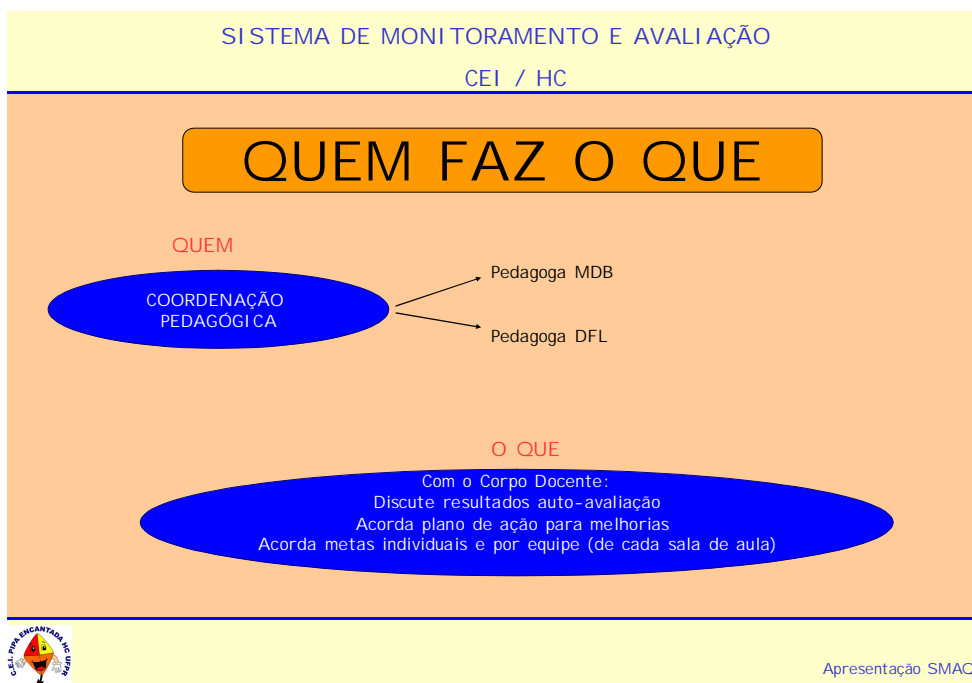 SISTEMA DE MONITORAMENTO E AVALIAÇÃO
CEI / HC
QUEM FAZ O QUE
QUEM
COORDENAÇÃO
PEDAGÓGICA
Pedagoga MDB
Pedagoga DFL
O QUE
Com o Corpo Docente:
Discute resultados auto-avaliação
Acorda plano de ação para melhorias
Acorda metas individuais e por equipe (de cada sala de aula)
C.E.I. PIPA ENCANTADA HC UFPR
Apresentação SMAQ